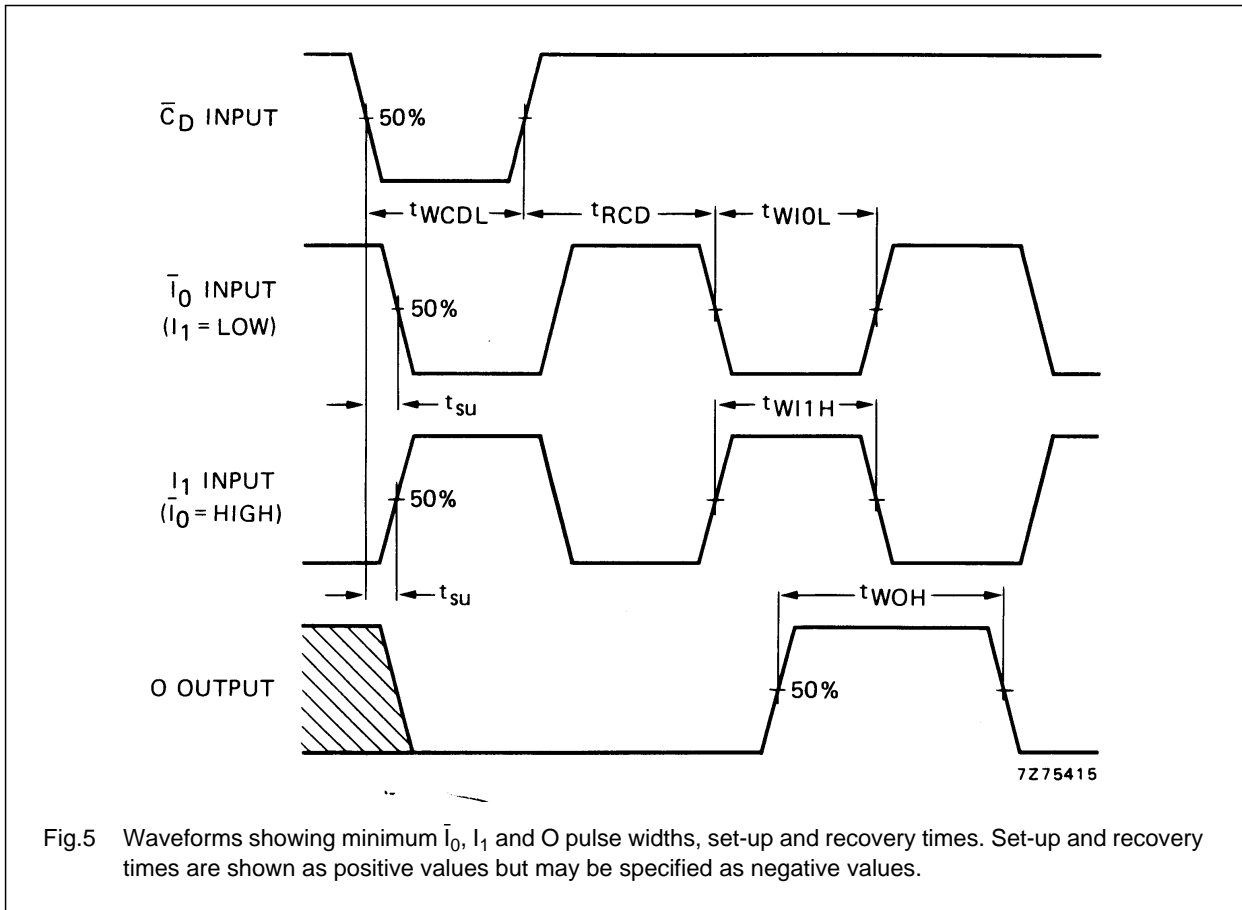 C̄D INPUT
50%
tWCDL
tRCD
tWI0L
Ī0 INPUT
(I1 = LOW)
50%
tsu
tWI1H
I1 INPUT
(Ī0 = HIGH)
50%
tsu
tWOH
O OUTPUT
50%
7Z75415
Fig.5 Waveforms showing minimum Ī0, I1 and O pulse widths, set-up and recovery times. Set-up and recovery
times are shown as positive values but may be specified as negative values.